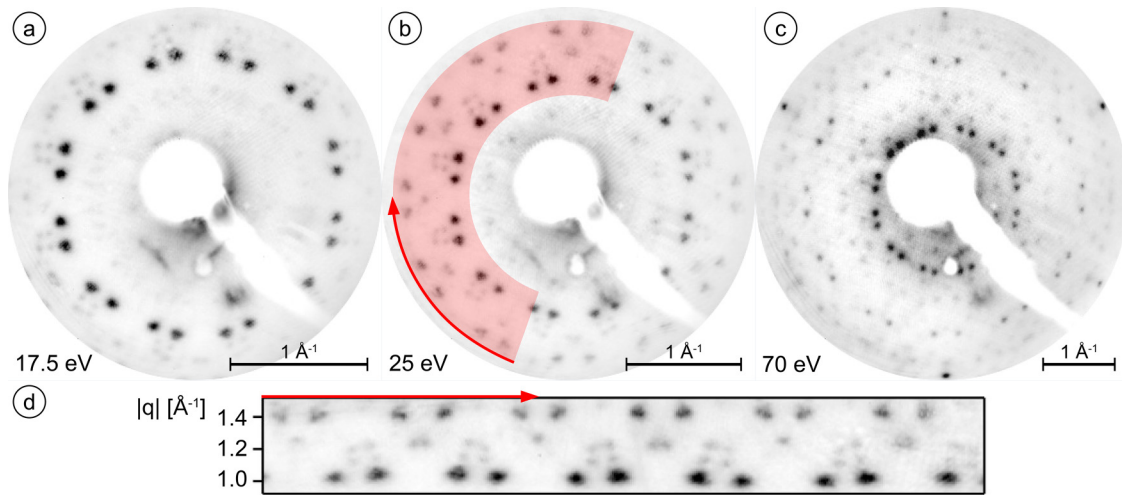 a
b
c
17.5 eV
1 Å⁻¹
25 eV
1 Å⁻¹
70 eV
1 Å⁻¹
d
|q| [Å⁻¹]
1.4
1.2
1.0